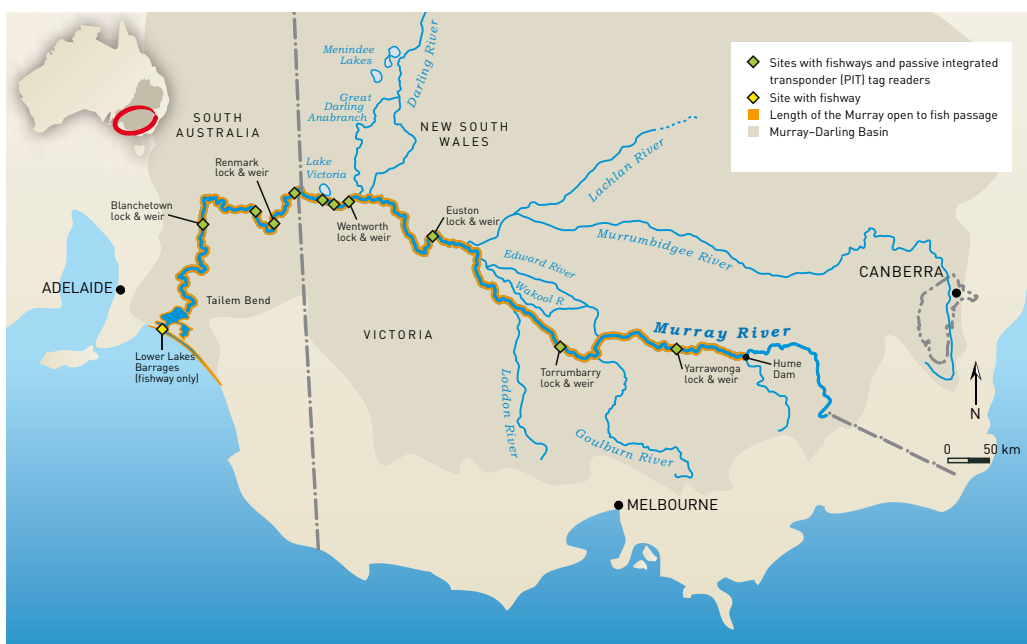 Menindee
Lakes
Darling River
Great
Darling
Anabranch
SOUTH
AUSTRALIA
NEW SOUTH
WALES
Sites with fishways and passive integrated
transponder (PIT) tag readers
Site with fishway
Length of the Murray open to fish passage
Murray–Darling Basin
Renmark
lock & weir
Lake
Victoria
Lachlan River
Blanchetown
lock & weir
Wentworth
lock & weir
Euston
lock & weir
Murrumbidgee River
Edward River
Wakool R
CANBERRA
ADELAIDE
Tailem Bend
VICTORIA
Murray River
Lower Lakes
Barrages
(fishway only)
Torrumbarry
lock & weir
Yarrawonga
lock & weir
Hume
Dam
Loddon River
Goulburn River
N
0 50 km
MELBOURNE